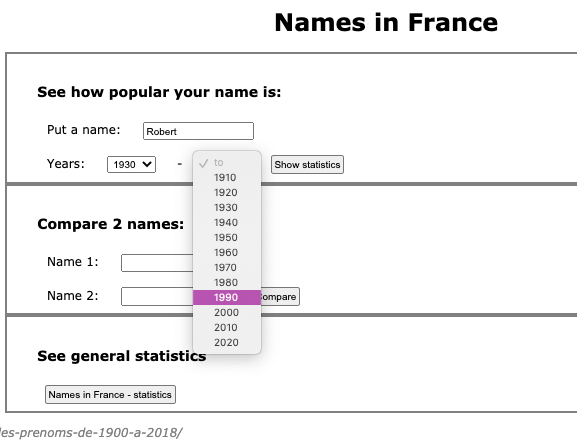 Names in France
See how popular your name is:
Put a name: Robert
Years: 1930 - to Show statistics
1910
1920
1930
1940
1950
1960
1970
1980
1990
2000
2010
2020
Compare 2 names:
Name 1:
Name 2: ompare
See general statistics
Names in France - statistics
les-prenoms-de-1900-a-2018/